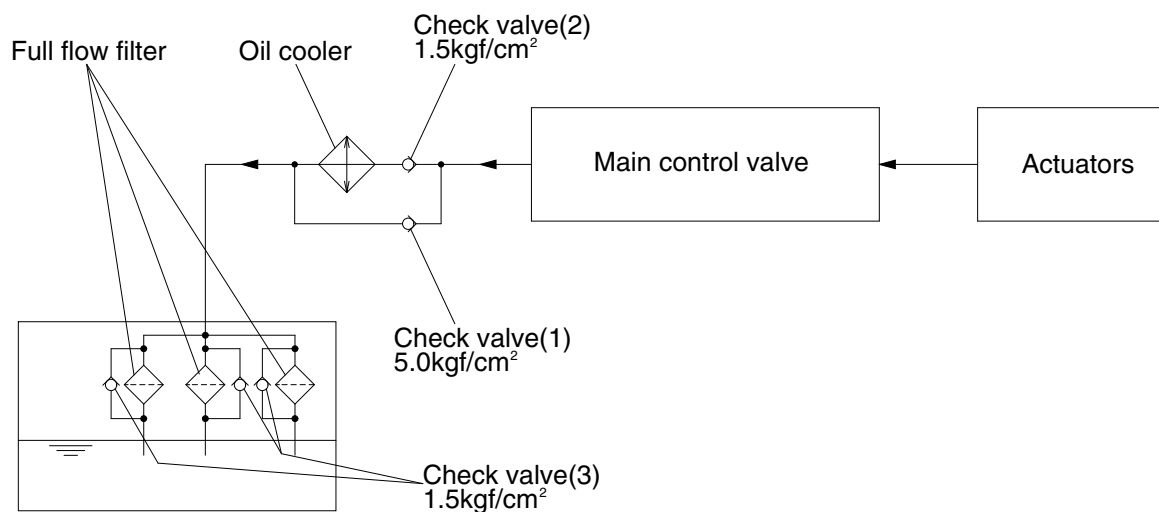 Check valve(2)
1.5kgf/cm²
Full flow filter
Oil cooler
Main control valve
Actuators
Check valve(1)
5.0kgf/cm²
Check valve(3)
1.5kgf/cm²